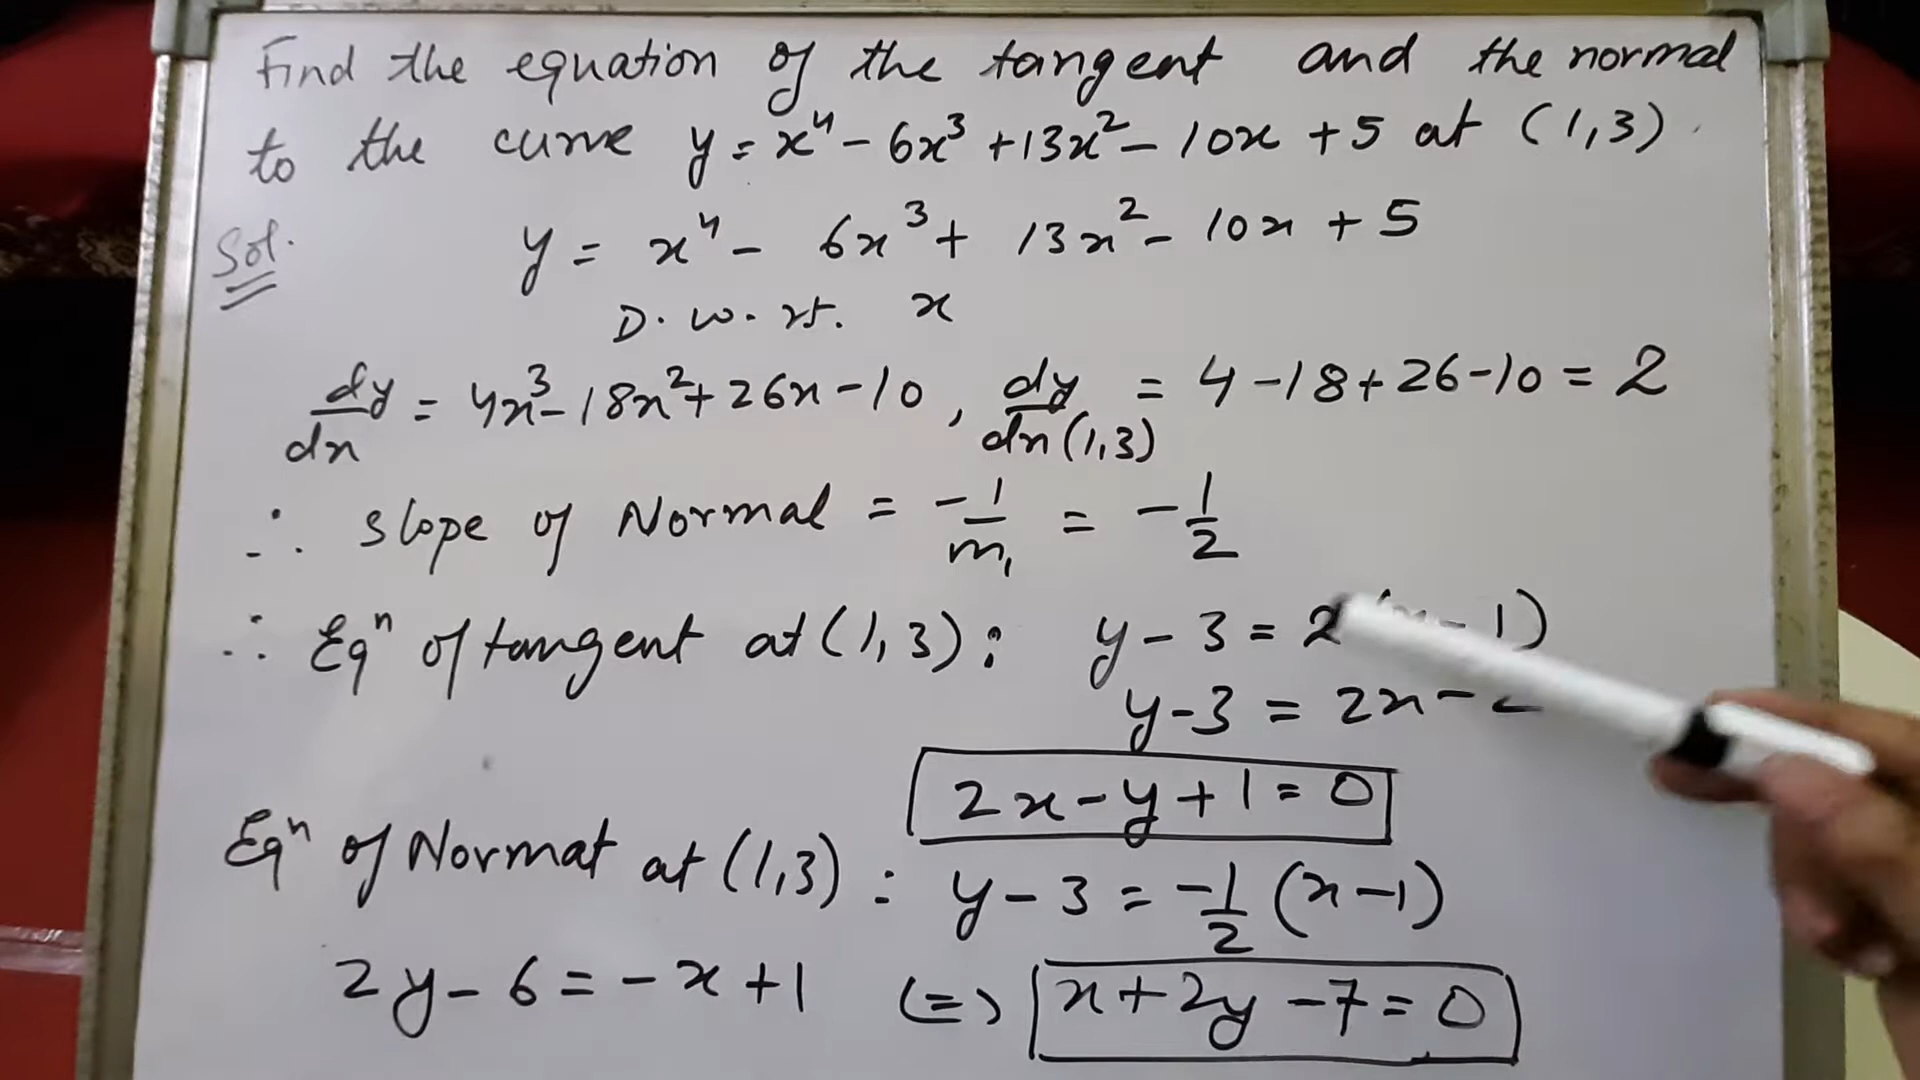 Find the equation of the tangent and the normal
to the curve y = x⁴ - 6x³ + 13x² - 10x + 5 at (1,3).
Sol.
y = x⁴ - 6x³ + 13x² - 10x + 5
D. w. rt. x
dy/dx = 4x³ - 18x² + 26x - 10, dy/dx (1,3) = 4 - 18 + 26 - 10 = 2
∴ slope of Normal = -1/m₁ = -1/2
∴ Eqⁿ of tangent at (1,3): y - 3 = 2( - 1)
y - 3 = 2x -
2x - y + 1 = 0
Eqⁿ of Normal at (1,3): y - 3 = -1/2 (x - 1)
2y - 6 = -x + 1 (=) x + 2y - 7 = 0